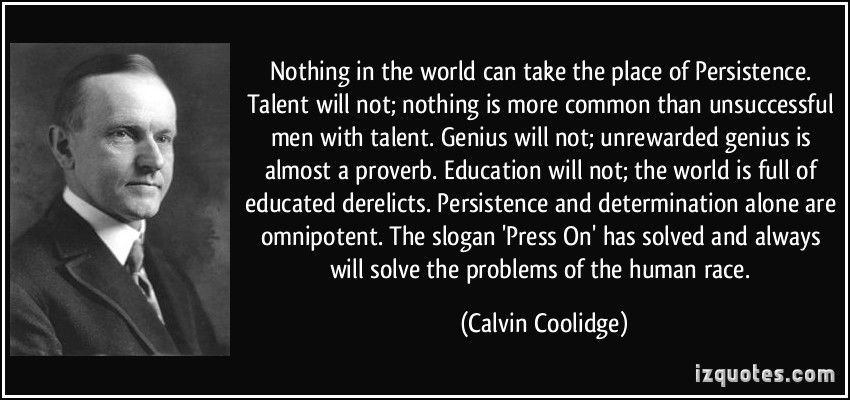 Nothing in the world can take the place of Persistence.
Talent will not; nothing is more common than unsuccessful
men with talent. Genius will not; unrewarded genius is
almost a proverb. Education will not; the world is full of
educated derelicts. Persistence and determination alone are
omnipotent. The slogan 'Press On' has solved and always
will solve the problems of the human race.
(Calvin Coolidge)
izquotes.com